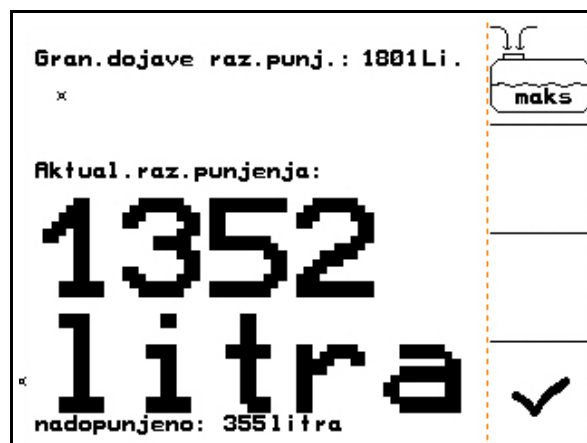 Gran.dojave raz.punj.: 1801Li.
maks
Aktual.raz.punjenja:
1352
litra
nadopunjeno: 355litra